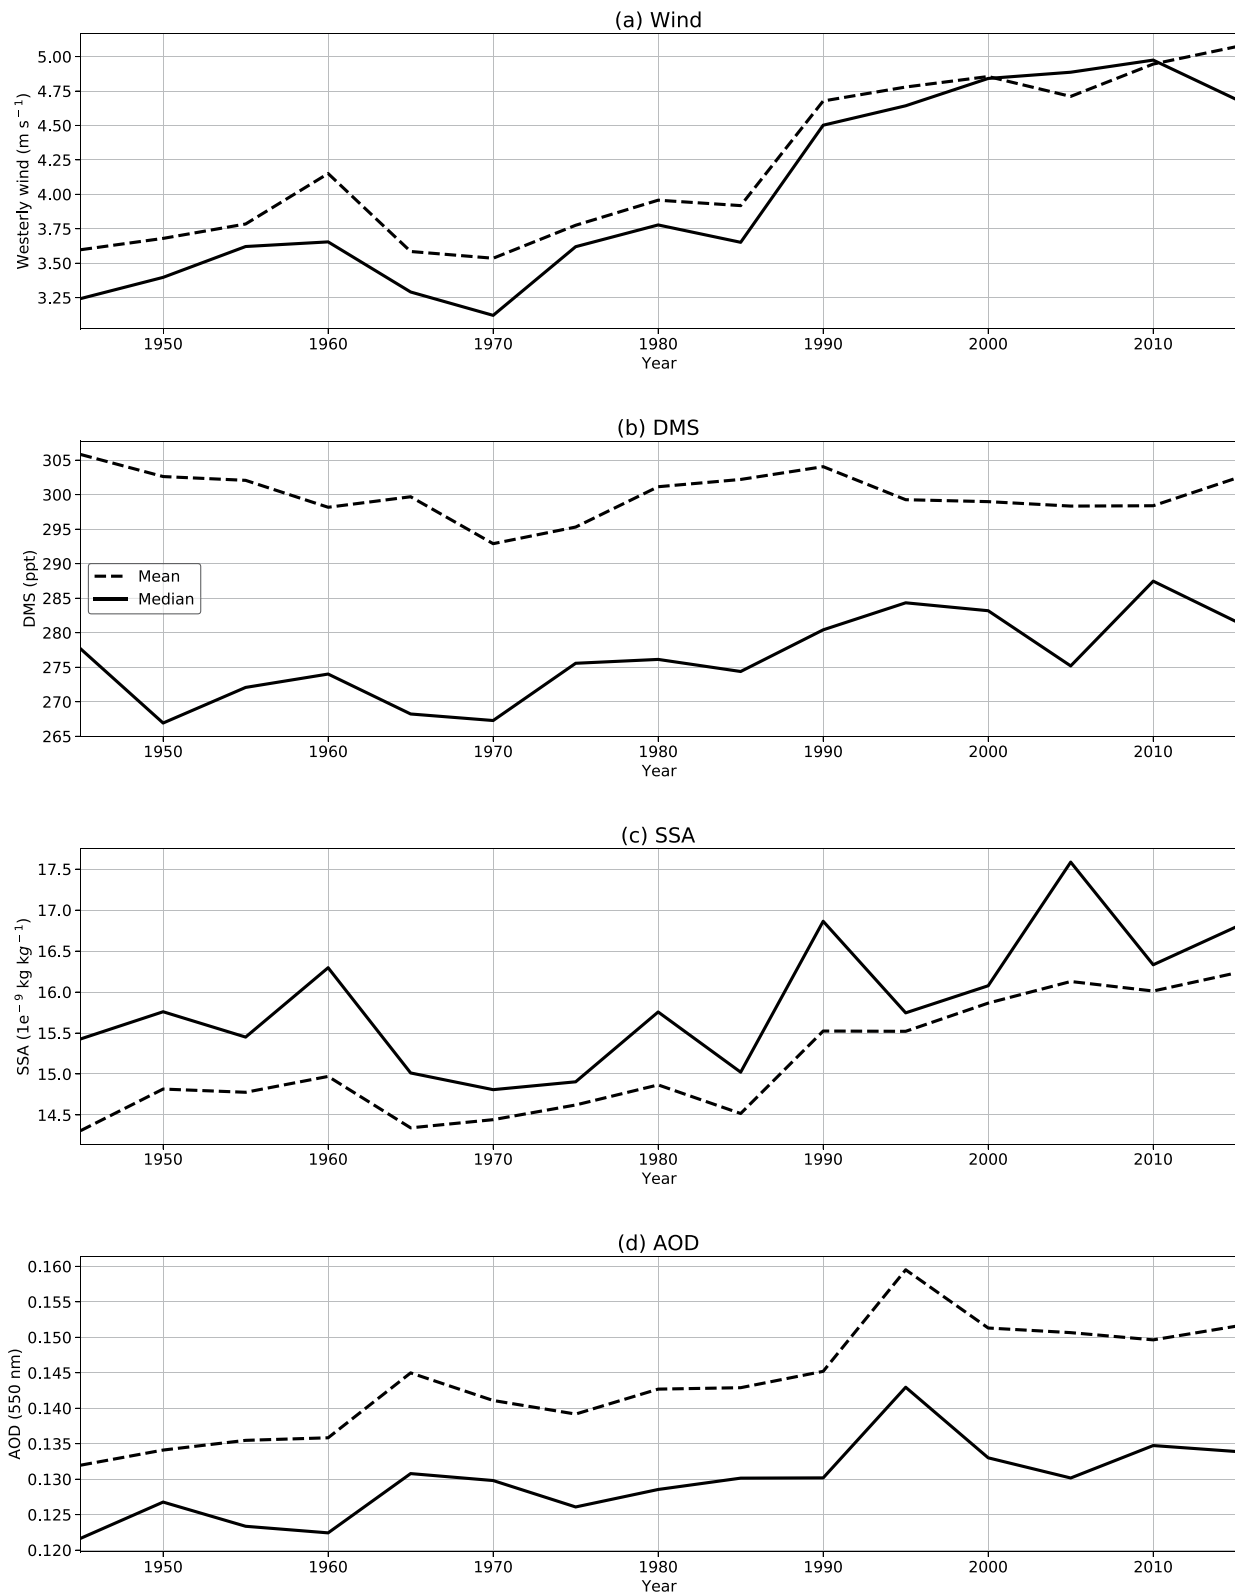 (a) Wind
5.00
4.75
4.50
4.25
4.00
3.75
3.50
3.25
Westerly wind (m s⁻¹)
1950 1960 1970 1980 1990 2000 2010
Year
(b) DMS
305
300
295
290
285
280
275
270
265
DMS (ppt)
Mean
Median
1950 1960 1970 1980 1990 2000 2010
Year
(c) SSA
17.5
17.0
16.5
16.0
15.5
15.0
14.5
SSA (1e⁻⁹ kg kg⁻¹)
1950 1960 1970 1980 1990 2000 2010
Year
(d) AOD
0.160
0.155
0.150
0.145
0.140
0.135
0.130
0.125
0.120
AOD (550 nm)
1950 1960 1970 1980 1990 2000 2010
Year